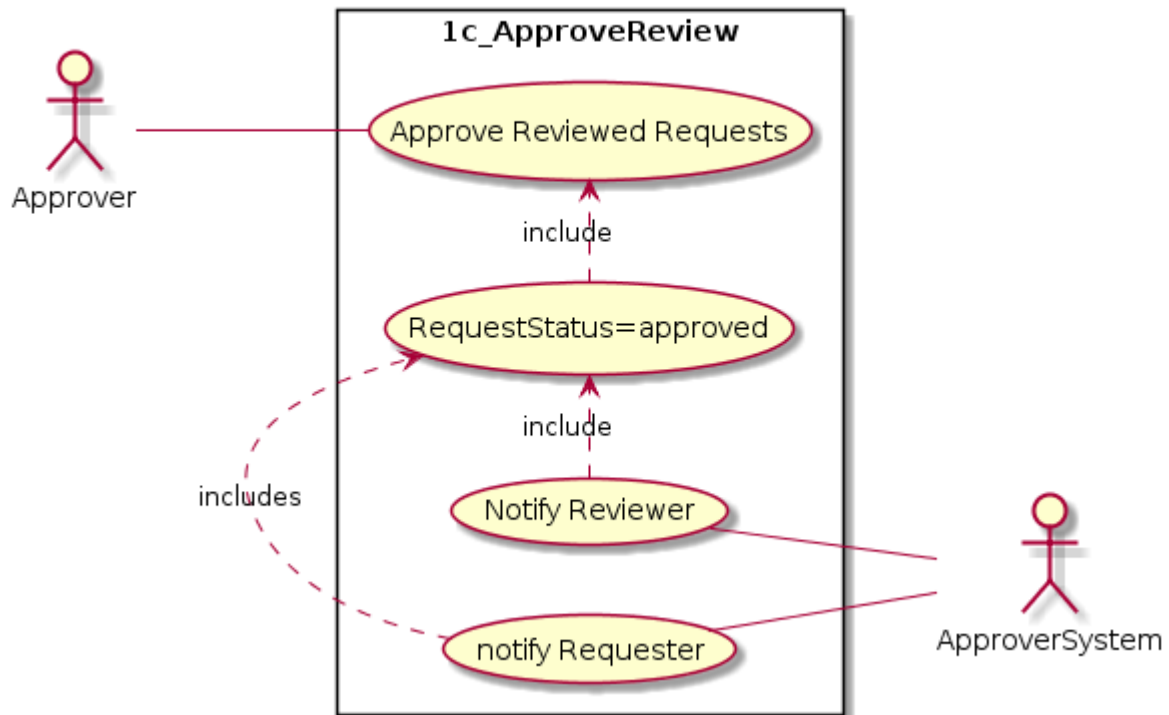 1c_ApproveReview
Approve Reviewed Requests
Approver
include
RequestStatus=approved
include
includes
Notify Reviewer
ApproverSystem
notify Requester